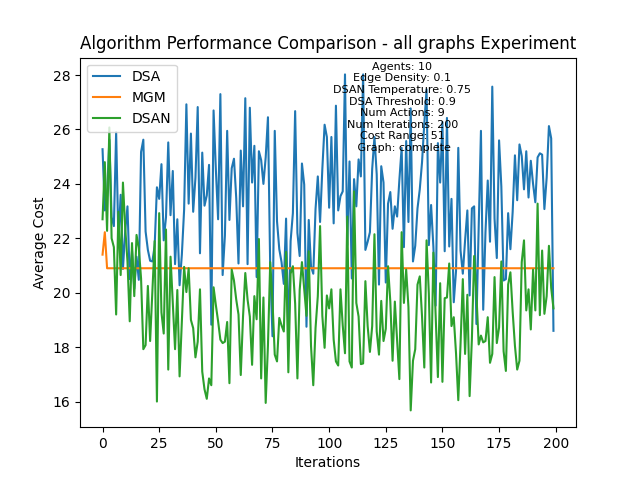 Algorithm Performance Comparison - all graphs Experiment
DSA
MGM
DSAN
Agents: 10
Edge Density: 0.1
DSAN Temperature: 0.75
DSA Threshold: 0.9
Num Actions: 9
Num Iterations: 200
Cost Range: 51
Graph: complete
28
26
24
22
20
18
16
Average Cost
0 25 50 75 100 125 150 175 200
Iterations